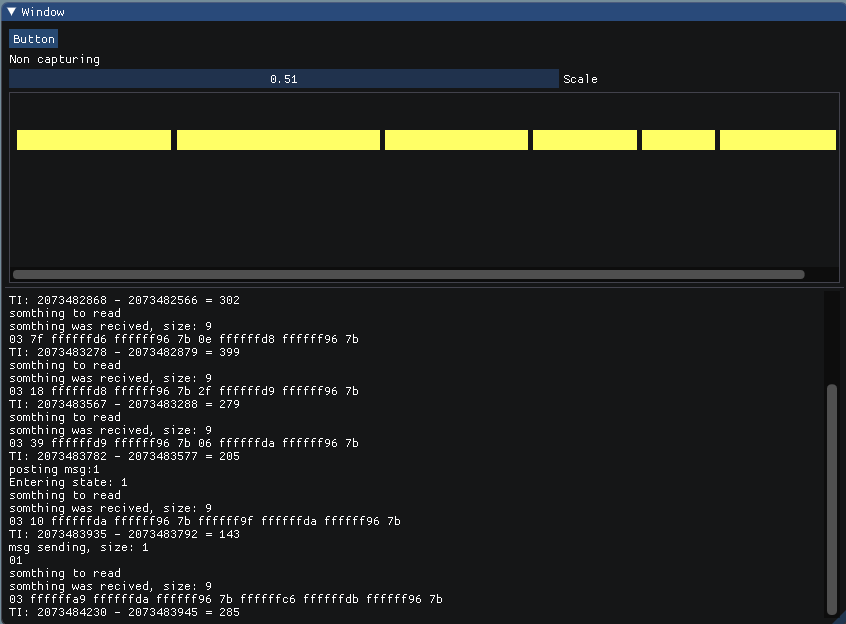 Window
Button
Non capturing
0.51 Scale
TI: 2073482868 - 2073482566 = 302
somthing to read
somthing was recived, size: 9
03 7f ffffffd6 ffffff96 7b 0e ffffffd8 ffffff96 7b
TI: 2073483278 - 2073482879 = 399
somthing to read
somthing was recived, size: 9
03 18 ffffffd8 ffffff96 7b 2f ffffffd9 ffffff96 7b
TI: 2073483567 - 2073483288 = 279
somthing to read
somthing was recived, size: 9
03 39 ffffffd9 ffffff96 7b 06 ffffffda ffffff96 7b
TI: 2073483782 - 2073483577 = 205
posting msg:1
Entering state: 1
somthing to read
somthing was recived, size: 9
03 10 ffffffda ffffff96 7b ffffff9f ffffffda ffffff96 7b
TI: 2073483935 - 2073483792 = 143
msg sending, size: 1
01
somthing to read
somthing was recived, size: 9
03 ffffffa9 ffffffda ffffff96 7b ffffffc6 ffffffdb ffffff96 7b
TI: 2073484230 - 2073483945 = 285